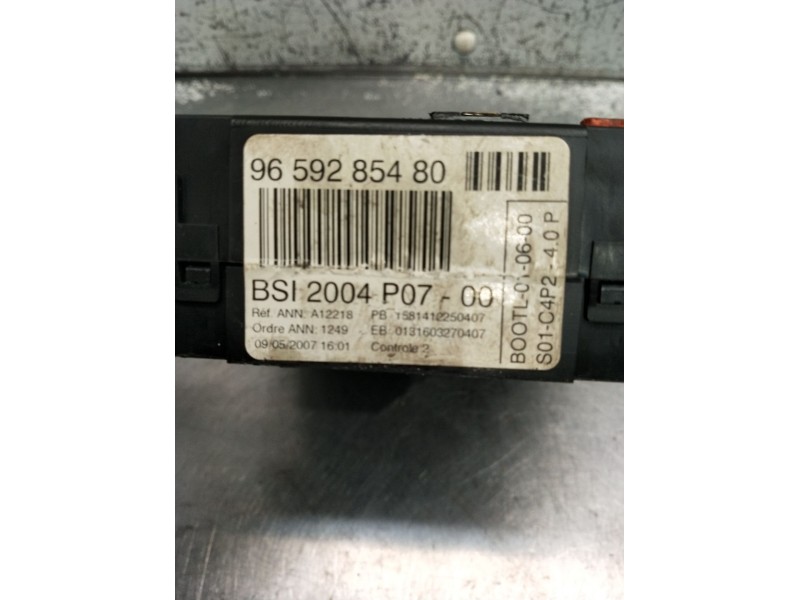 96 592 854 80
BSI 2004 P07 - 00
Réf. ANN: A12218 PB 1581412250407
Ordre ANN: 1249 EB 0131603270407
09/05/2007 16:01 Controle 2
BOOTL-01-06-00
S01-C4P2 - 4.0 P